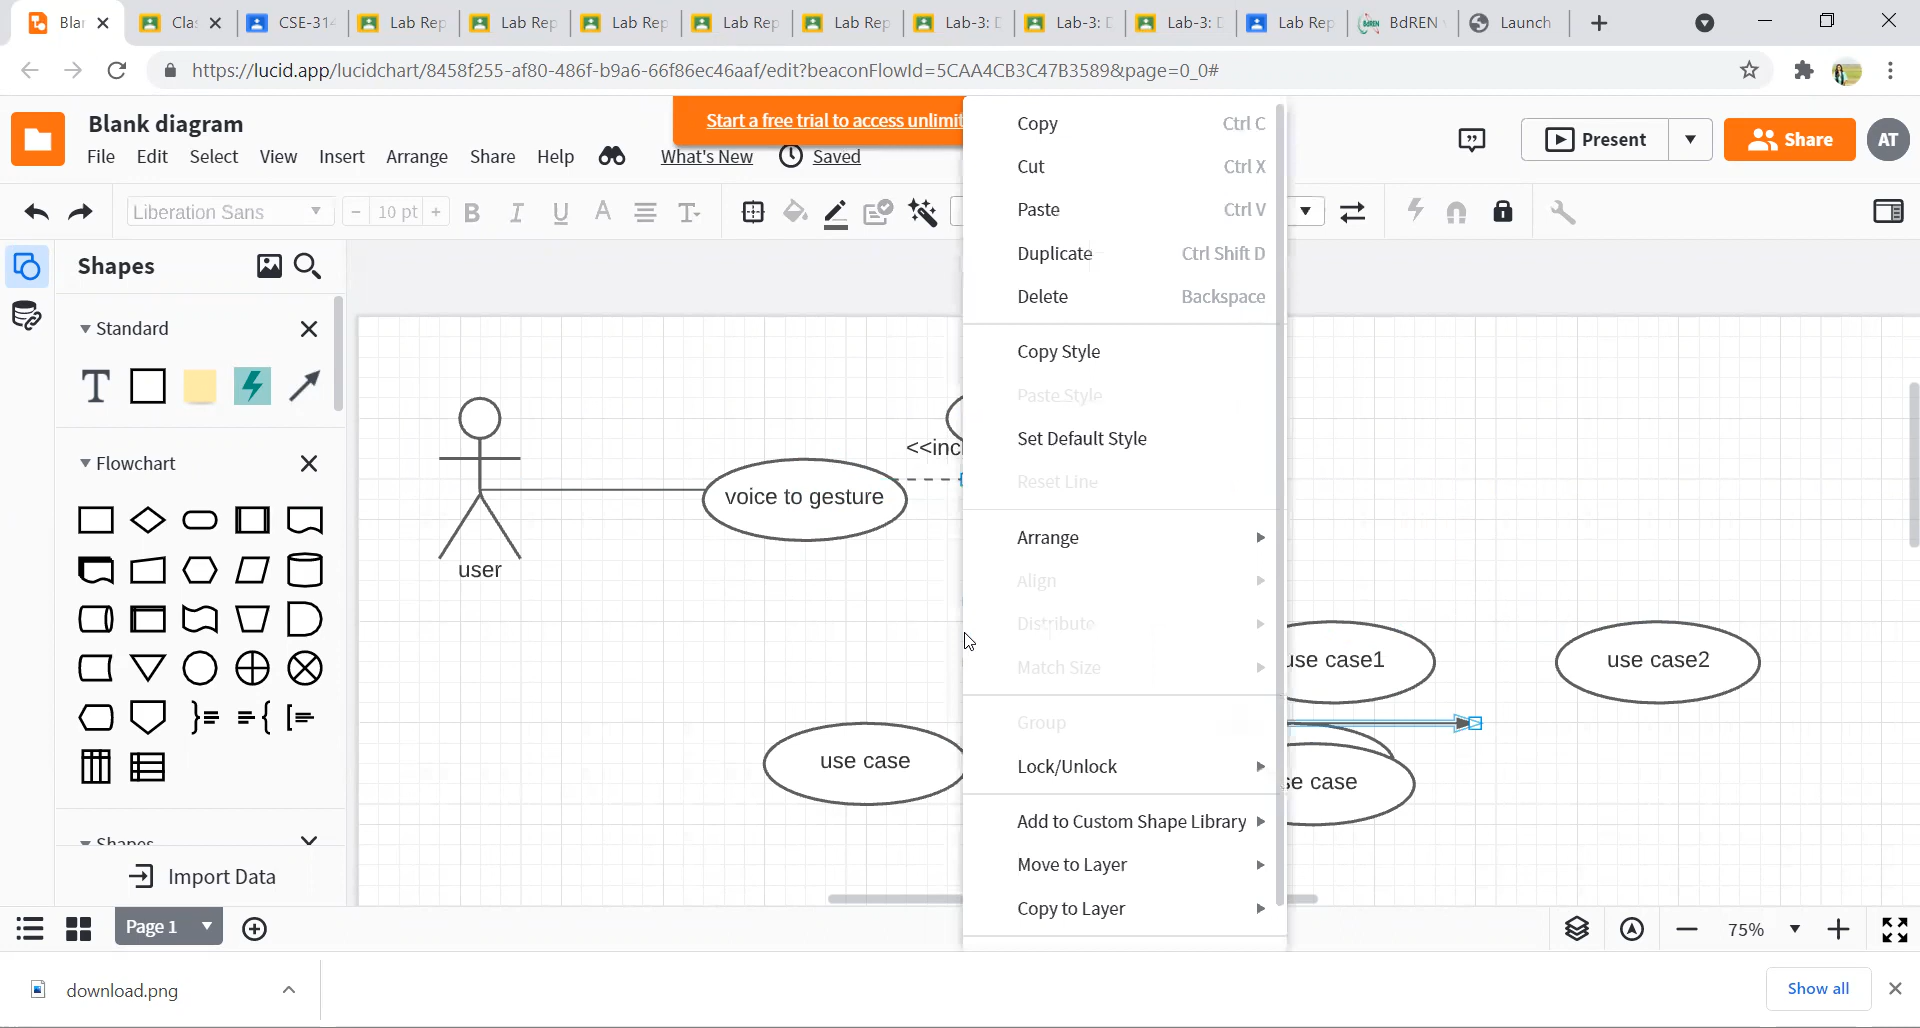 Blar
Clas
CSE-314
Lab Rep
Lab Rep
Lab Rep
Lab Rep
Lab Rep
Lab-3: D
Lab-3: D
Lab-3: D
Lab Rep
BdREN
Launch
https://lucid.app/lucidchart/8458f255-af80-486f-b9a6-66f86ec46aaf/edit?beaconFlowId=5CAA4CB3C47B3589&page=0_0#
Blank diagram
Start a free trial to access unlimit
File Edit Select View Insert Arrange Share Help What's New Saved
Present
Share
AT
Liberation Sans
10 pt
Shapes
Standard
Flowchart
Shapes
Import Data
Copy Ctrl C
Cut Ctrl X
Paste Ctrl V
Duplicate Ctrl Shift D
Delete Backspace
Copy Style
Paste Style
Set Default Style
Reset Line
Arrange
Align
Distribute
Match Size
Group
Lock/Unlock
Add to Custom Shape Library
Move to Layer
Copy to Layer
<<inc
voice to gesture
user
use case
use case1
use case2
se case
Page 1
75%
download.png
Show all